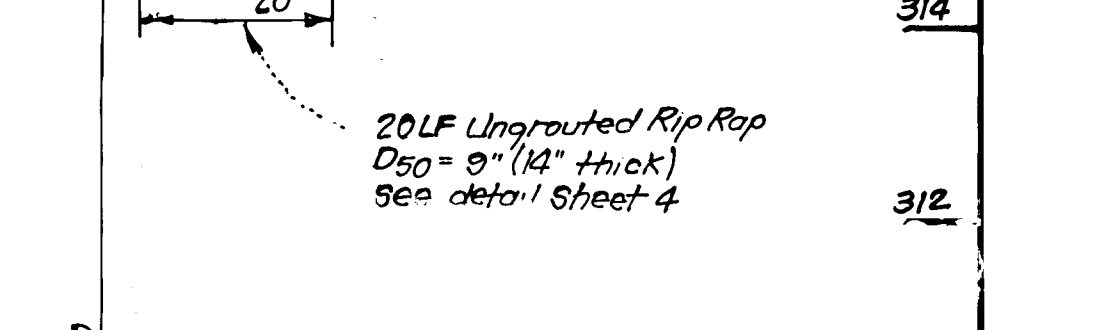 20'
314
20LF Ungrouted Rip Rap
D50 = 9" (14" thick)
see detail Sheet 4
312